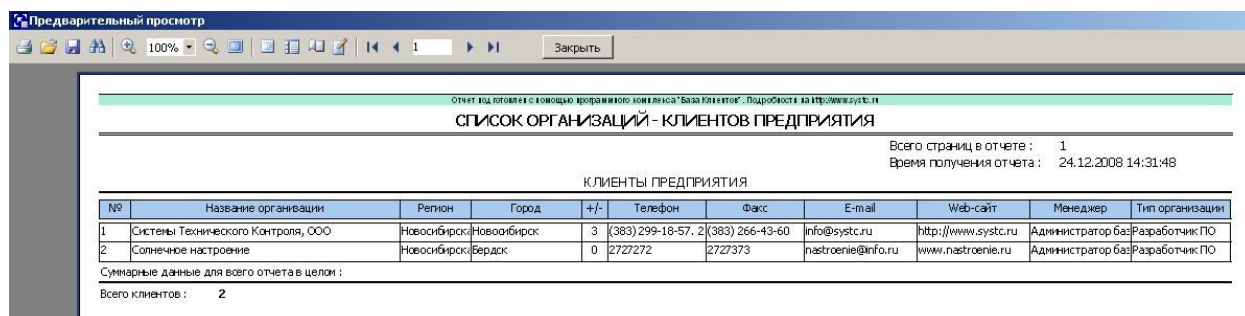 Предварительный просмотр
100% 1 Закрыть
Отчет подготовлен с помощью программного комплекса "База Клиентов". Подробности на http://www.systc.ru
СПИСОК ОРГАНИЗАЦИЙ - КЛИЕНТОВ ПРЕДПРИЯТИЯ
Всего страниц в отчете : 1
Время получения отчета : 24.12.2008 14:31:48
КЛИЕНТЫ ПРЕДПРИЯТИЯ
№ Название организации Регион Город +/- Телефон Факс E-mail Web-сайт Менеджер Тип организации
1 Системы Технического Контроля, ООО Новосибирска Новосибирск 3 (383) 299-18-57. 2 (383) 266-43-60 info@systc.ru http://www.systc.ru Администратор баз Разработчик ПО
2 Солнечное настроение Новосибирска Бердск 0 2727272 2727373 nastroenie@info.ru www.nastroenie.ru Администратор баз Разработчик ПО
Суммарные данные для всего отчета в целом :
Всего клиентов : 2